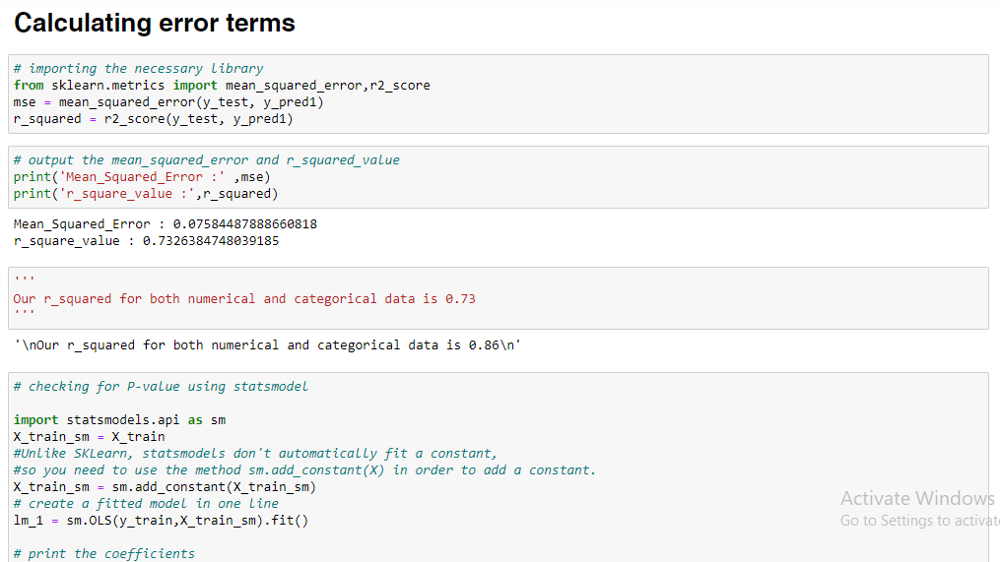 Calculating error terms
# importing the necessary library
from sklearn.metrics import mean_squared_error,r2_score
mse = mean_squared_error(y_test, y_pred1)
r_squared = r2_score(y_test, y_pred1)
# output the mean_squared_error and r_squared_value
print('Mean_Squared_Error :' ,mse)
print('r_square_value :',r_squared)
Mean_Squared_Error : 0.07584487888660818
r_square_value : 0.7326384748039185
'''
Our r_squared for both numerical and categorical data is 0.73
'''
'\nOur r_squared for both numerical and categorical data is 0.86\n'
# checking for P-value using statsmodel
import statsmodels.api as sm
X_train_sm = X_train
#Unlike SKLearn, statsmodels don't automatically fit a constant,
#so you need to use the method sm.add_constant(X) in order to add a constant.
X_train_sm = sm.add_constant(X_train_sm)
# create a fitted model in one line
lm_1 = sm.OLS(y_train,X_train_sm).fit()
# print the coefficients
Activate Windows
Go to Settings to activat